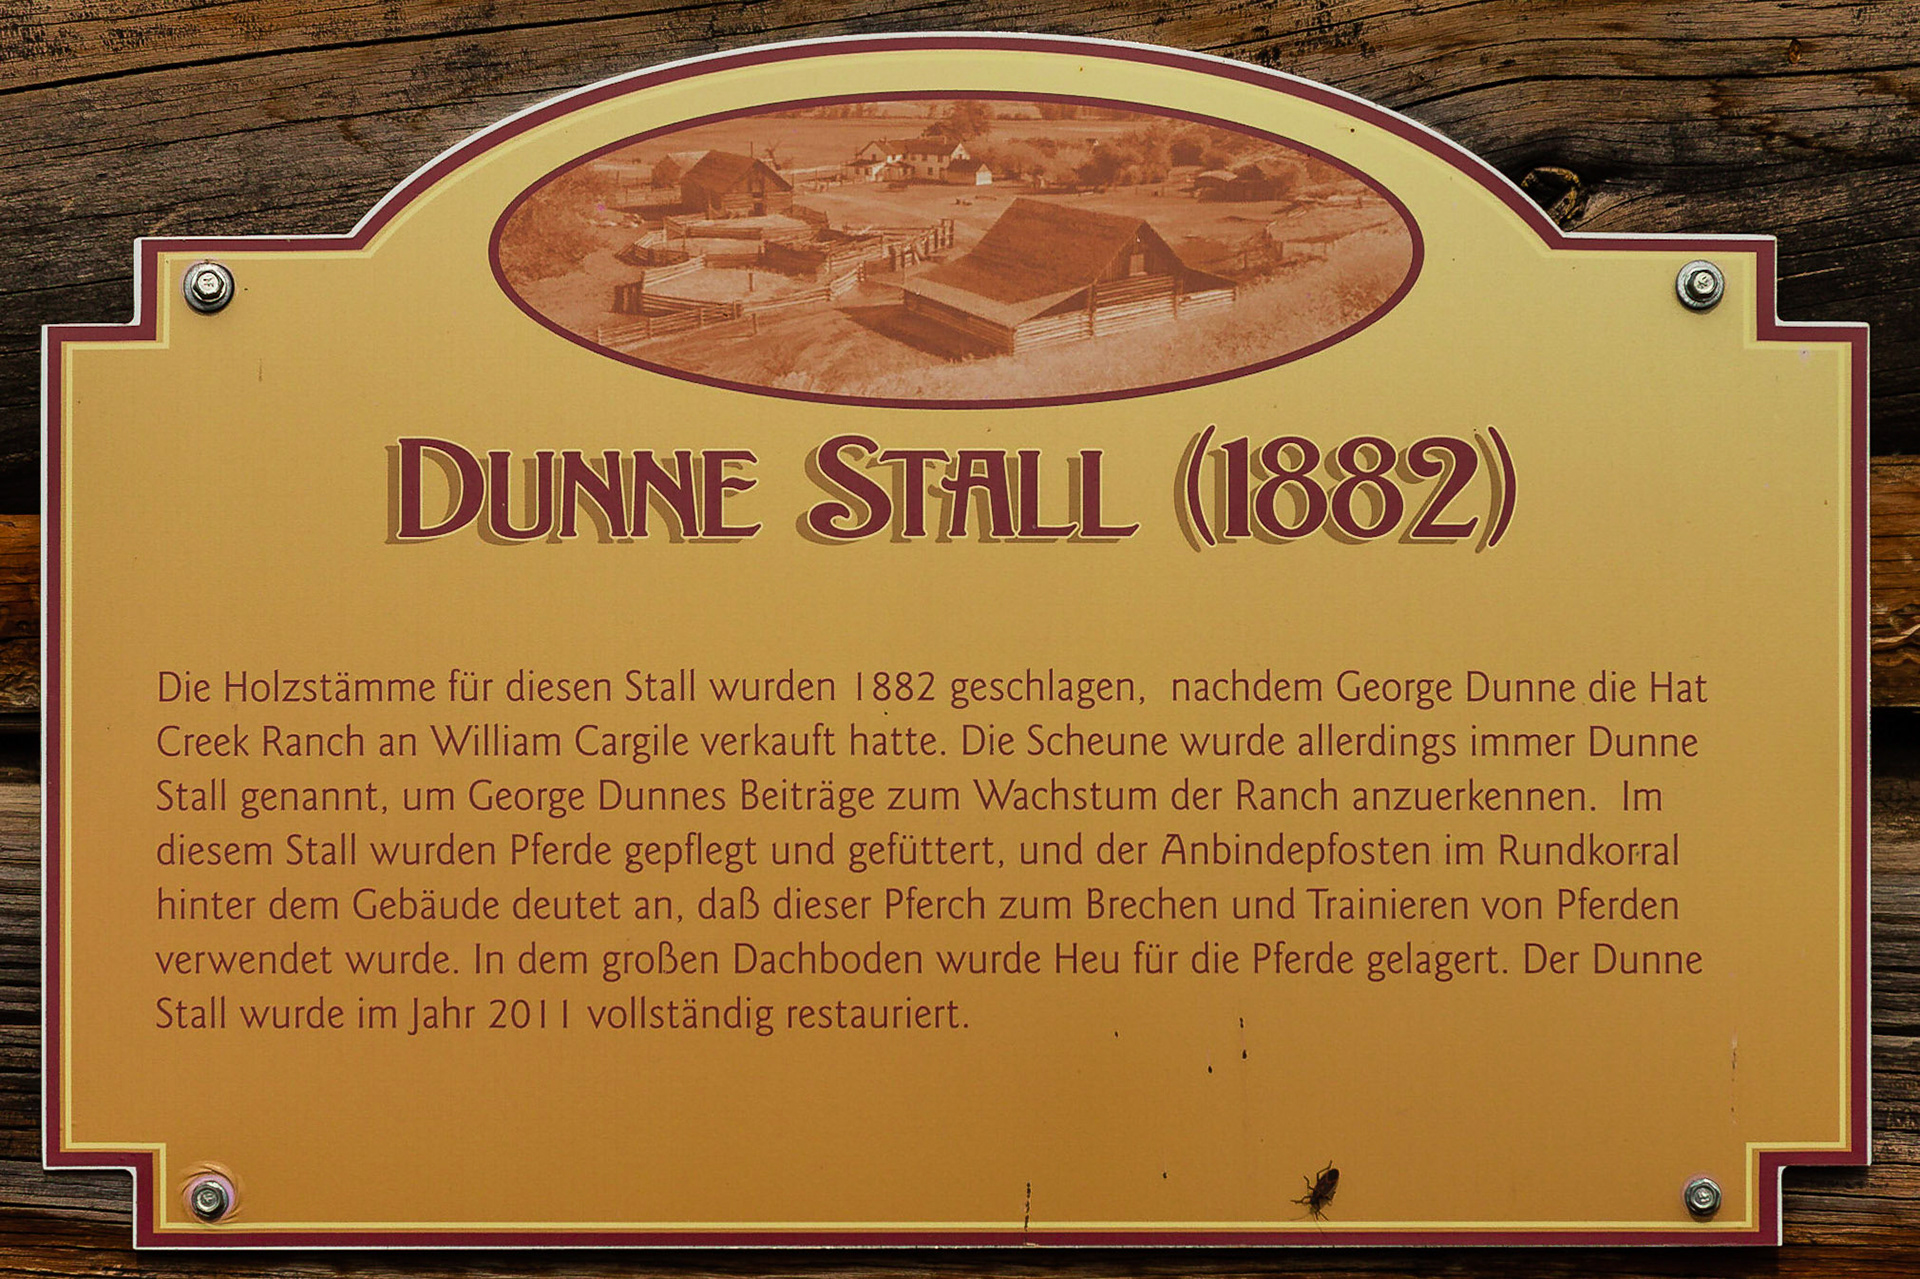 DUNNE STALL (1882)
Die Holzstämme für diesen Stall wurden 1882 geschlagen,  nachdem George Dunne die Hat
Creek Ranch an William Cargile verkauft hatte. Die Scheune wurde allerdings immer Dunne
Stall genannt, um George Dunnes Beiträge zum Wachstum der Ranch anzuerkennen.  Im
diesem Stall wurden Pferde gepflegt und gefüttert, und der Anbindepfosten im Rundkorral
hinter dem Gebäude deutet an, daß dieser Pferch zum Brechen und Trainieren von Pferden
verwendet wurde. In dem großen Dachboden wurde Heu für die Pferde gelagert. Der Dunne
Stall wurde im Jahr 2011 vollständig restauriert.